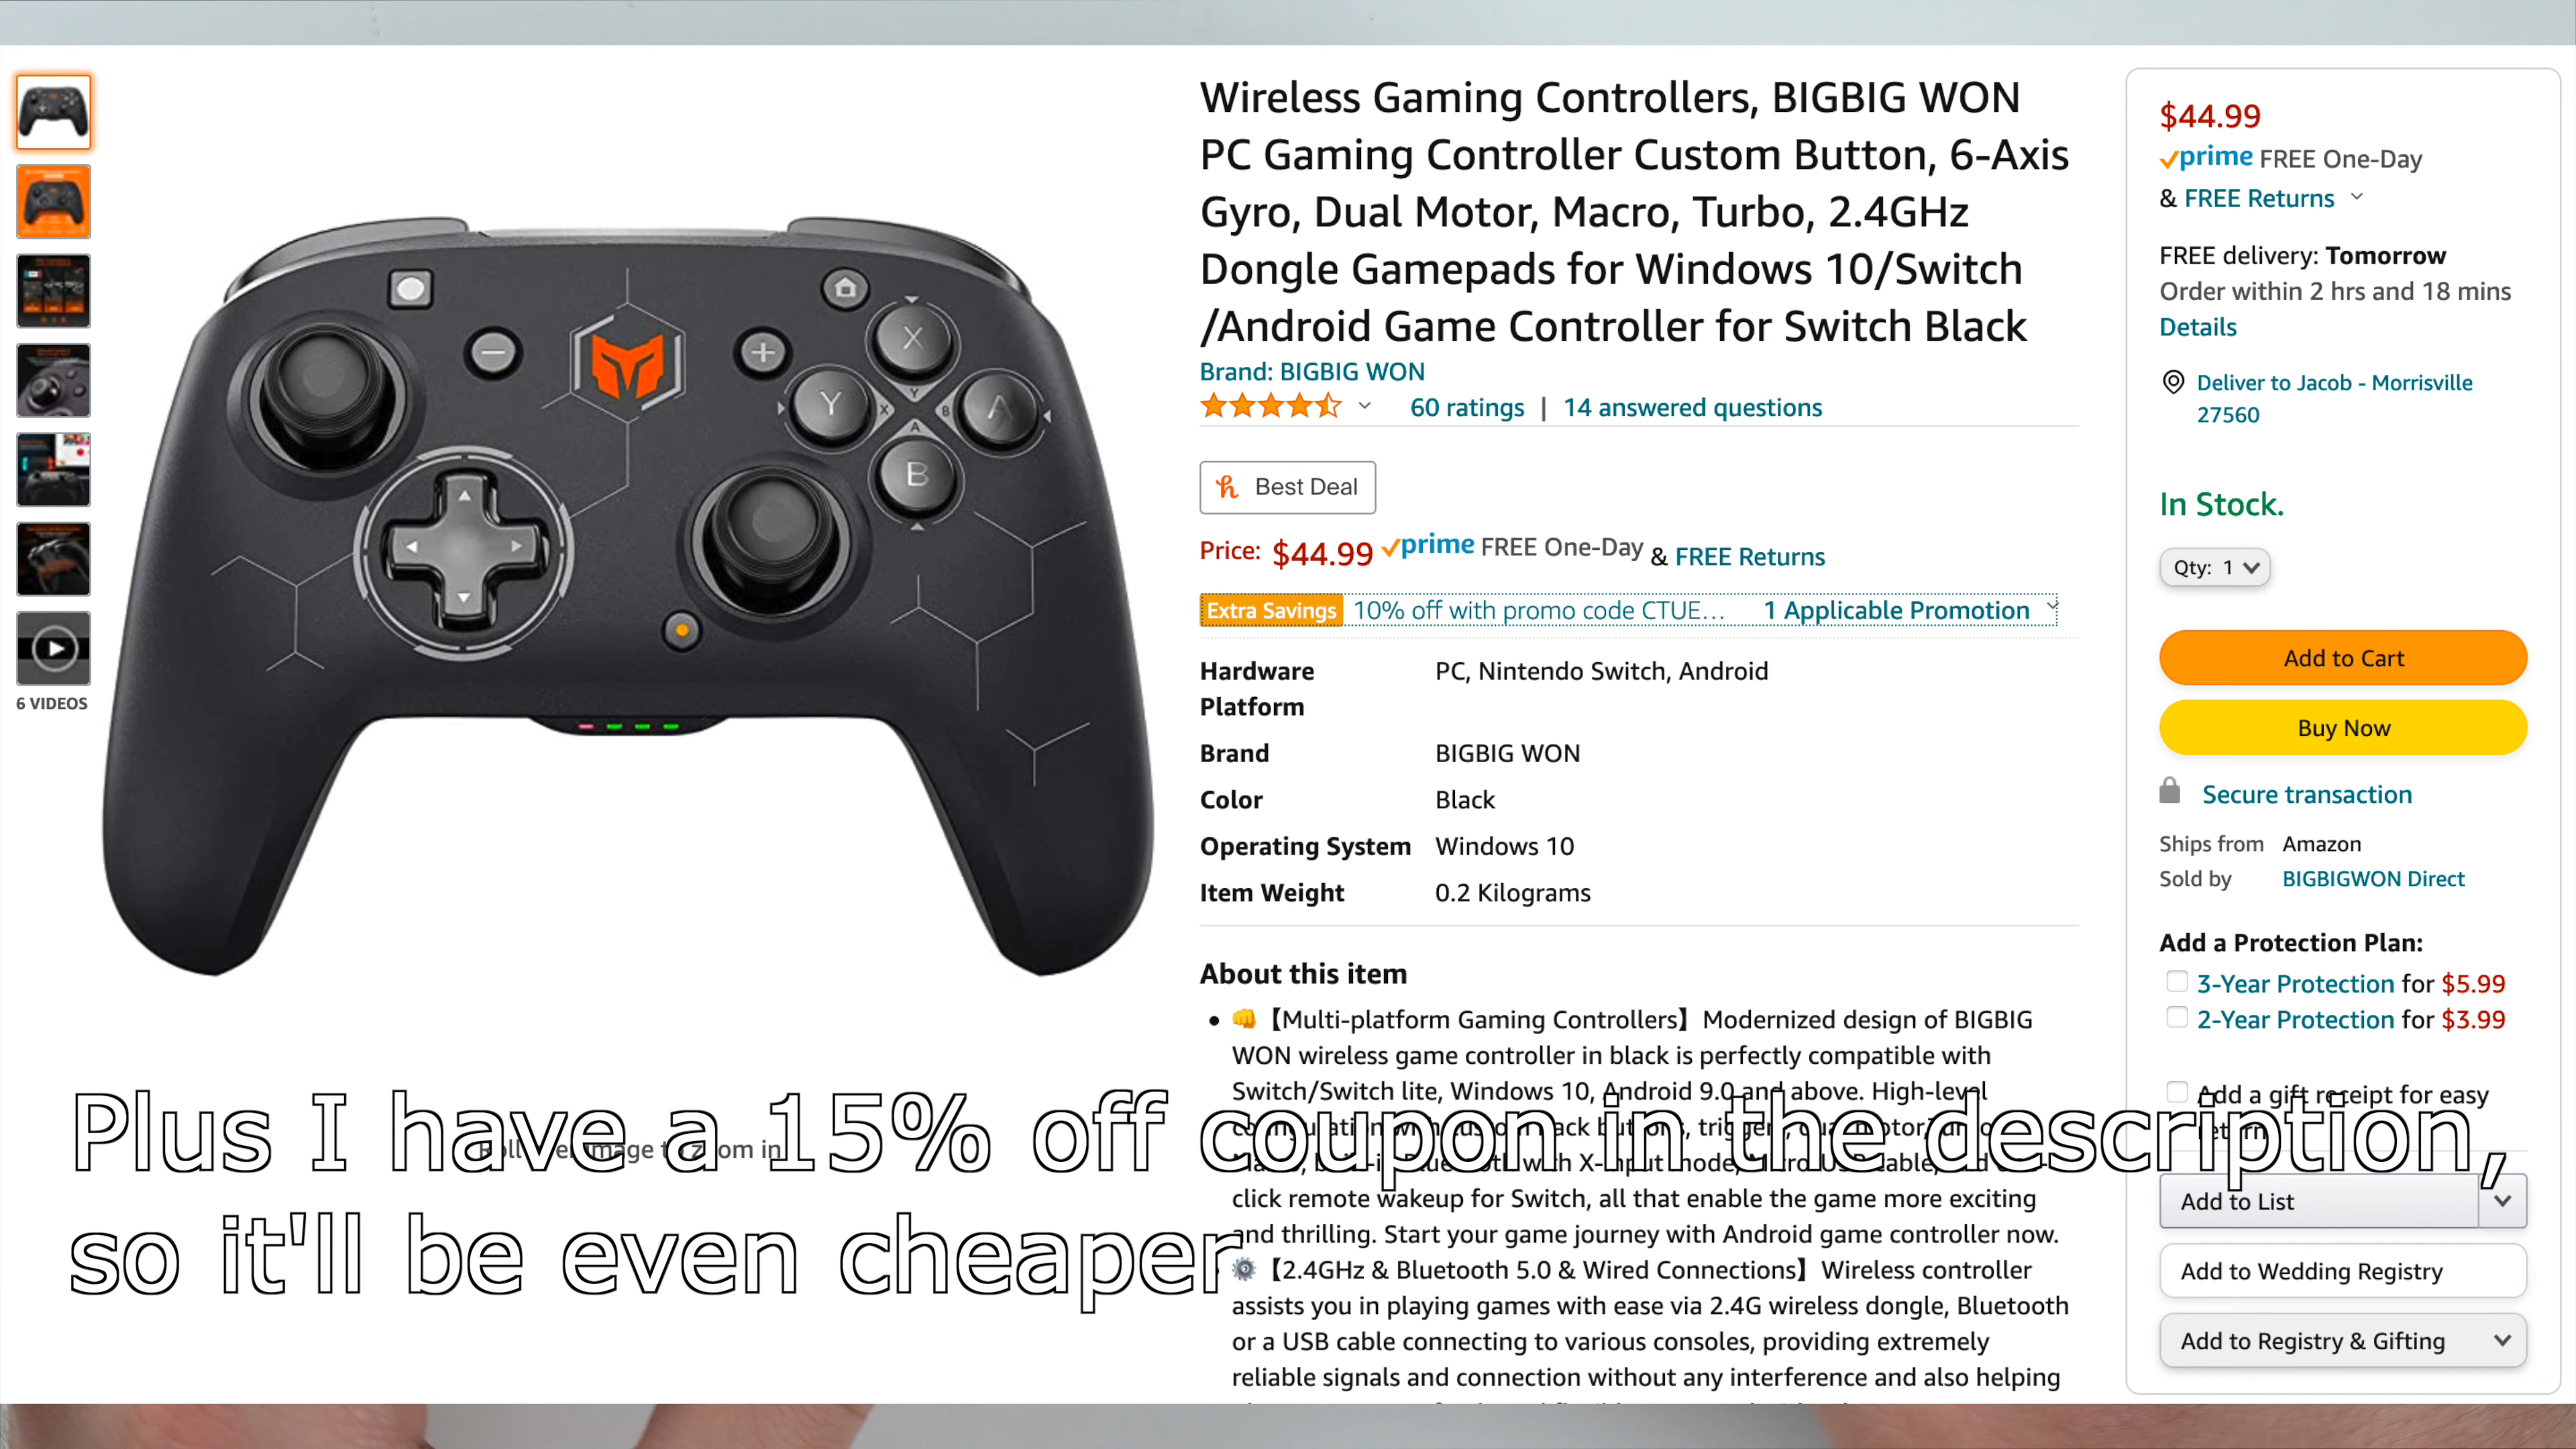 6 VIDEOS
X
Y
A
B
Y
X
B
A
Wireless Gaming Controllers, BIGBIG WON
PC Gaming Controller Custom Button, 6-Axis
Gyro, Dual Motor, Macro, Turbo, 2.4GHz
Dongle Gamepads for Windows 10/Switch
/Android Game Controller for Switch Black
Brand: BIGBIG WON
60 ratings | 14 answered questions
Best Deal
Price: $44.99 prime FREE One-Day & FREE Returns
Extra Savings 10% off with promo code CTUE... 1 Applicable Promotion
Hardware PC, Nintendo Switch, Android
Platform
Brand BIGBIG WON
Color Black
Operating System Windows 10
Item Weight 0.2 Kilograms
About this item
• 👊【Multi-platform Gaming Controllers】Modernized design of BIGBIG
WON wireless game controller in black is perfectly compatible with
Switch/Switch lite, Windows 10, Android 9.0 and above. High-level
click remote wakeup for Switch, all that enable the game more exciting
and thrilling. Start your game journey with Android game controller now.
⚙️【2.4GHz & Bluetooth 5.0 & Wired Connections】Wireless controller
assists you in playing games with ease via 2.4G wireless dongle, Bluetooth
or a USB cable connecting to various consoles, providing extremely
reliable signals and connection without any interference and also helping
$44.99
prime FREE One-Day
& FREE Returns
FREE delivery: Tomorrow
Order within 2 hrs and 18 mins
Details
Deliver to Jacob - Morrisville
27560
In Stock.
Qty: 1
Add to Cart
Buy Now
Secure transaction
Ships from Amazon
Sold by BIGBIGWON Direct
Add a Protection Plan:
3-Year Protection for $5.99
2-Year Protection for $3.99
Add a gift receipt for easy
Add to List
Add to Wedding Registry
Add to Registry & Gifting
Plus I have a 15% off coupon in the description,
so it'll be even cheaper